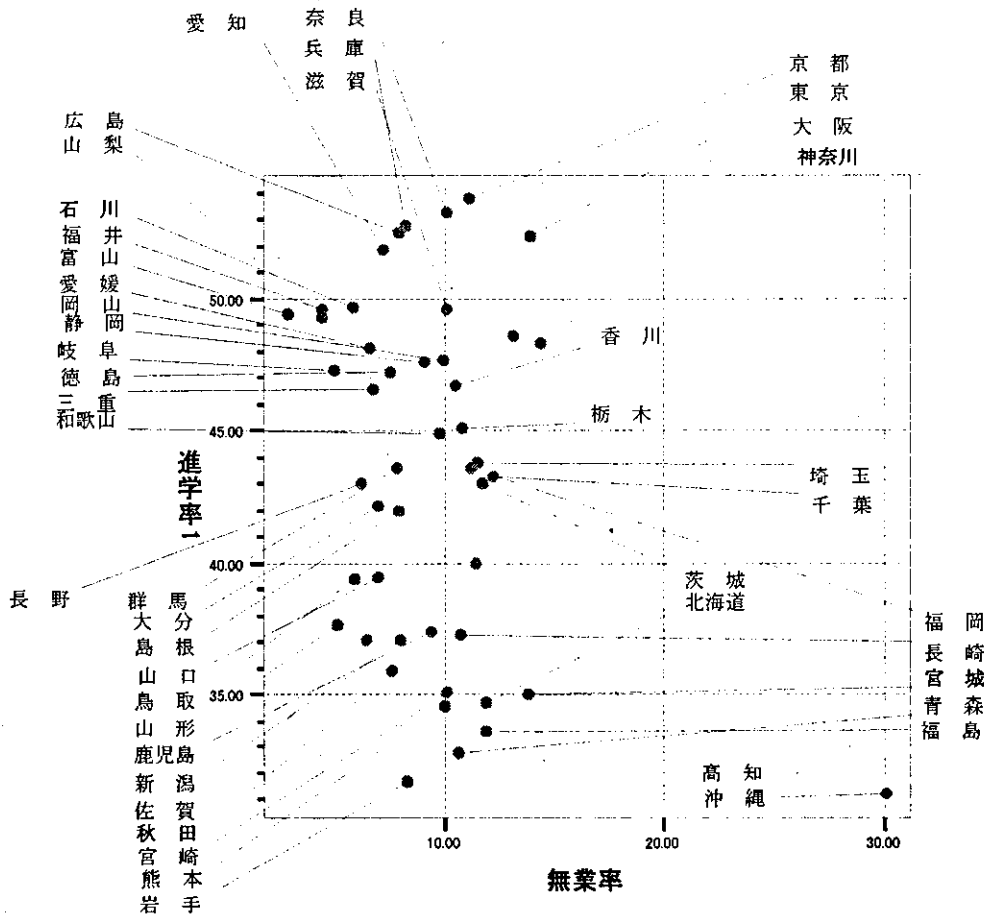 愛知
奈良
兵庫
滋賀
京都
東京
大阪
神奈川
広島
山梨
石川
福井
富山
愛媛
岡山
静岡
岐阜
徳島
三重
和歌山
50.00
45.00
40.00
35.00
進学率1
香川
栃木
埼玉
千葉
茨城
北海道
長野
群馬
大分
島根
山口
鳥取
山形
鹿児島
新潟
佐賀
秋田
宮崎
熊本
岩手
福岡
長崎
宮城
青森
福島
高知
沖縄
10.00
20.00
30.00
無業率